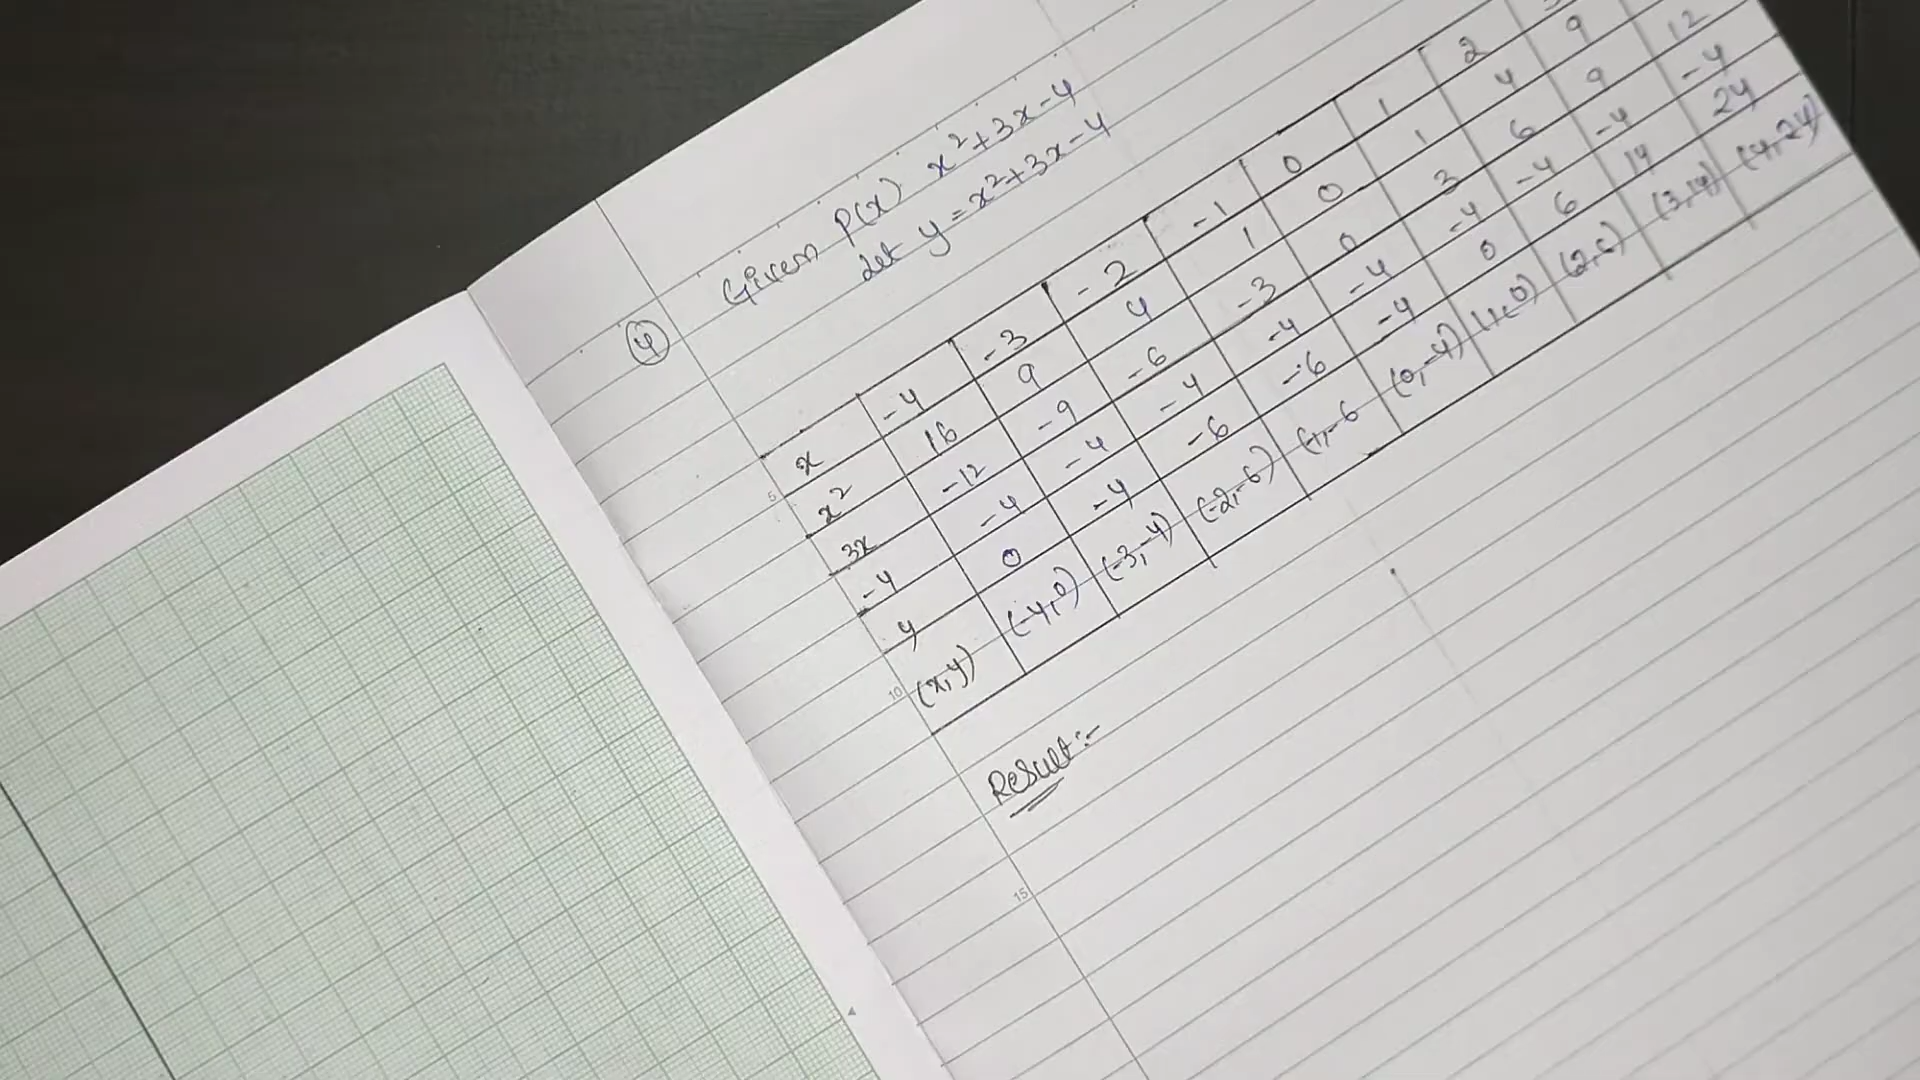 4
Given P(x) x²+3x-4
let y = x²+3x-4
x -4 -3 -2 -1 0 1 2
x² 16 9 4 1 0 1 4 9
3x -12 -9 -6 -3 0 3 6 9 12
-4 -4 -4 -4 -4 -4 -4 -4 -4 -4
y 0 -4 -6 -6 -4 0 6 14 24
(x,y) (-4,0) (-3,-4) (-2,-6) (-1,-6 (0,-4) (1,0) (2,6) (3,14) (4,24)
Result:-
5
10
15